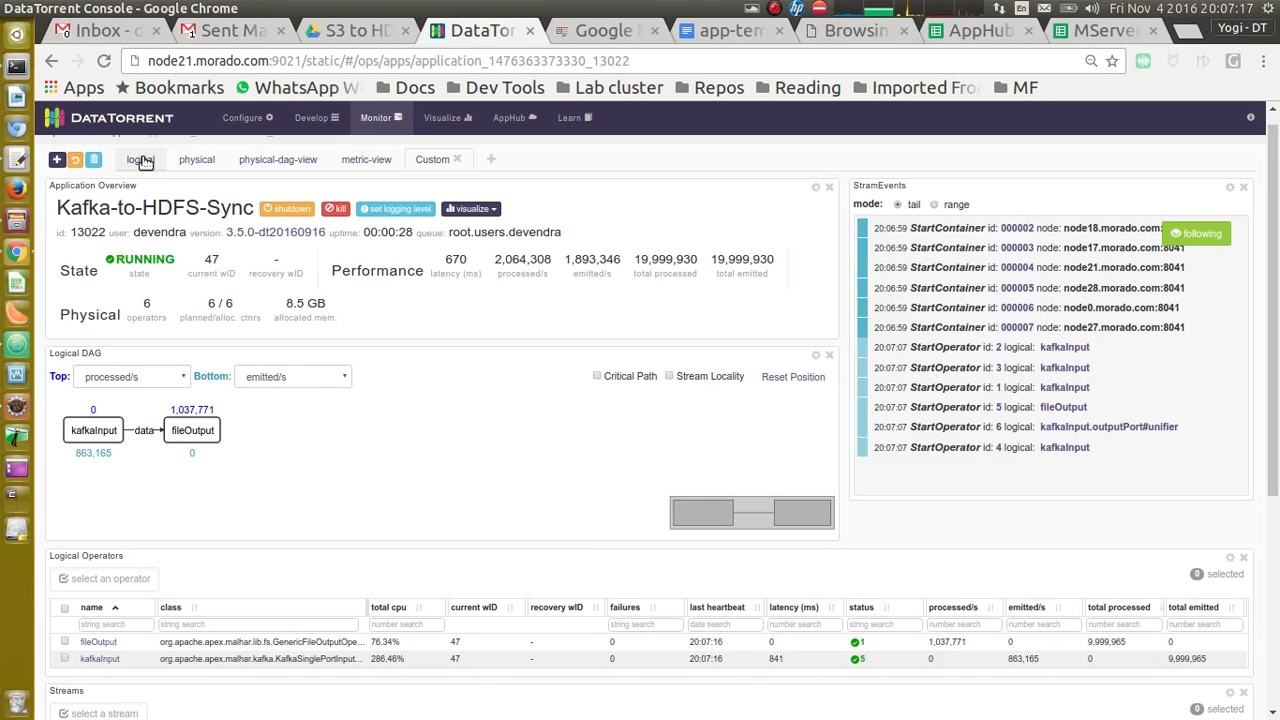 DataTorrent Console - Google Chrome
En
Fri Nov 4 2016 20:07:17
Inbox - d
Sent Ma
S3 to HD
DataTor
Google
app-tem
Browsin
AppHub
MServer
Yogi - DT
node21.morado.com:9021/static/#/ops/apps/application_1476363373330_13022
Apps
Bookmarks
WhatsApp W
Docs
Dev Tools
Lab cluster
Repos
Reading
Imported Fro
MF
DATATORRENT
Configure
Develop
Monitor
Visualize
AppHub
Learn
logical
physical
physical-dag-view
metric-view
Custom
Application Overview
Kafka-to-HDFS-Sync
shutdown
kill
set logging level
visualize
id: 13022 user: devendra version: 3.5.0-dt20160916 uptime: 00:00:28 queue: root.users.devendra
State
RUNNING
state
47
current wID
-
recovery wID
Performance
670
latency (ms)
2,064,308
processed/s
1,893,346
emitted/s
19,999,930
total processed
19,999,930
total emitted
Physical
6
operators
6 / 6
planned/alloc. ctnrs
8.5 GB
allocated mem.
StramEvents
mode: tail range
following
20:06:59 StartContainer id: 000002 node: node18.morado.com:
20:06:59 StartContainer id: 000003 node: node17.morado.com:8041
20:06:59 StartContainer id: 000004 node: node21.morado.com:8041
20:06:59 StartContainer id: 000005 node: node28.morado.com:8041
20:06:59 StartContainer id: 000006 node: node0.morado.com:8041
20:06:59 StartContainer id: 000007 node: node27.morado.com:8041
20:07:07 StartOperator id: 2 logical: kafkaInput
20:07:07 StartOperator id: 3 logical: kafkaInput
20:07:07 StartOperator id: 1 logical: kafkaInput
20:07:07 StartOperator id: 5 logical: fileOutput
20:07:07 StartOperator id: 6 logical: kafkaInput.outputPort#unifier
20:07:07 StartOperator id: 4 logical: kafkaInput
Logical DAG
Top: processed/s Bottom: emitted/s
Critical Path Stream Locality Reset Position
0 1,037,771
kafkaInput data fileOutput
863,165 0
Logical Operators
select an operator
0 selected
name class total cpu current wID recovery wID failures last heartbeat latency (ms) status processed/s emitted/s total processed total emitted
string search string search number search string search date search number search string search number search number search number search number search
fileOutput org.apache.apex.malhar.lib.fs.GenericFileOutputOpe... 76.34% 47 - 0 20:07:16 0 1 1,037,771 0 9,999,965 0
kafkaInput org.apache.apex.malhar.kafka.KafkaSinglePortInput... 286.46% 47 - 0 20:07:16 841 5 0 863,165 0 9,999,965
Streams
select a stream
0 selected